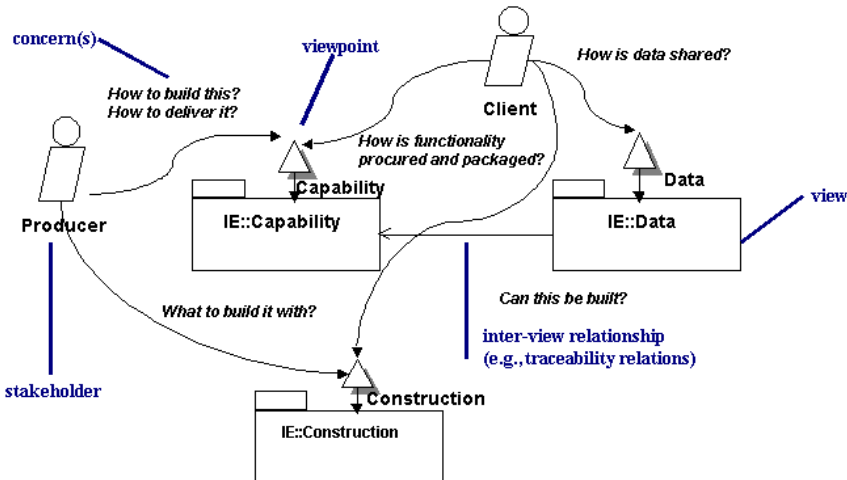 concern(s)
viewpoint
How is data shared?
How to build this?
How to deliver it?
Client
How is functionality
procured and packaged?
Capability
Data
view
Producer
IE::Capability
IE::Data
What to build it with?
Can this be built?
inter-view relationship
(e.g., traceability relations)
stakeholder
Construction
IE::Construction